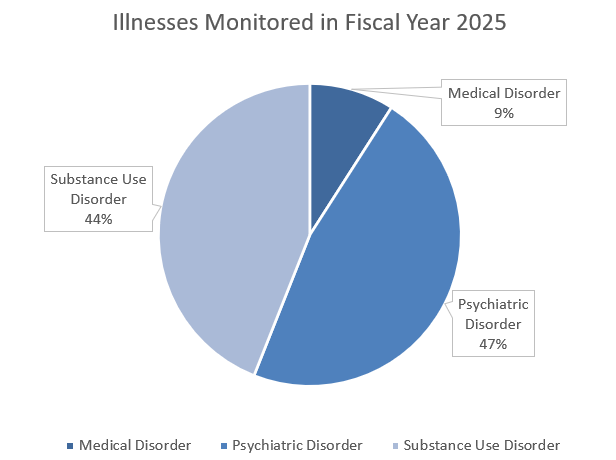 Illnesses Monitored in Fiscal Year 2025
Medical Disorder
9%
Substance Use
Disorder
44%
Psychiatric
Disorder
47%
Medical Disorder
Psychiatric Disorder
Substance Use Disorder